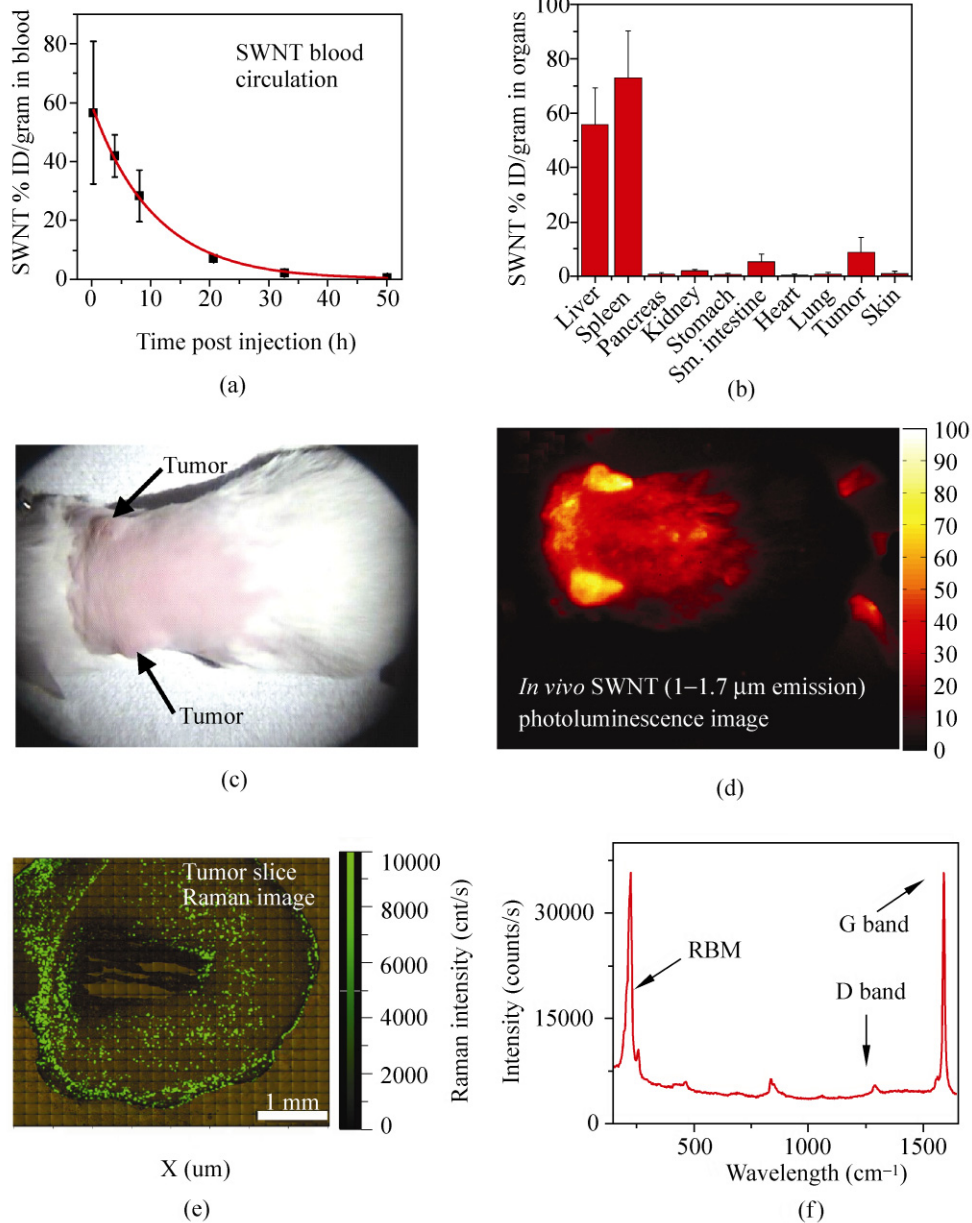 SWNT % ID/gram in blood
80
60
40
20
0
SWNT blood
circulation
0
10
20
30
40
50
Time post injection (h)
(a)
SWNT % ID/gram in organs
100
80
60
40
20
0
Liver
Spleen
Pancreas
Kidney
Stomach
Sm. intestine
Heart
Lung
Tumor
Skin
(b)
Tumor
Tumor
(c)
In vivo SWNT (1–1.7 μm emission)
photoluminescence image
100
90
80
70
60
50
40
30
20
10
0
(d)
Tumor slice
Raman image
1 mm
10000
8000
6000
4000
2000
0
Raman intensity (cnt/s)
X (um)
(e)
Intensity (counts/s)
30000
15000
0
RBM
G band
D band
500
1000
1500
Wavelength (cm⁻¹)
(f)